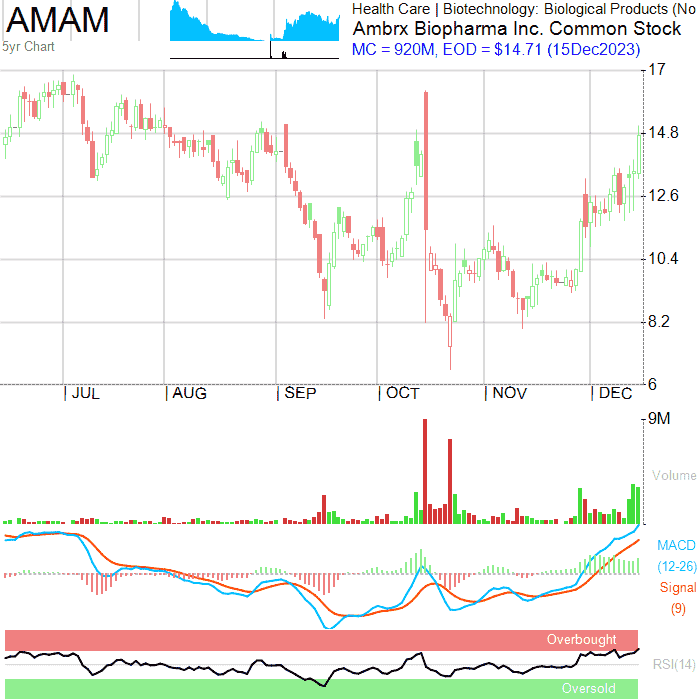 AMAM
5yr Chart
Health Care | Biotechnology: Biological Products (No
Ambrx Biopharma Inc. Common Stock
MC = 920M, EOD = $14.71 (15Dec2023)
17
14.8
12.6
10.4
8.2
6
JUL AUG SEP OCT NOV DEC
9M
Volume
MACD
(12-26)
Signal
(9)
Overbought
RSI(14)
Oversold